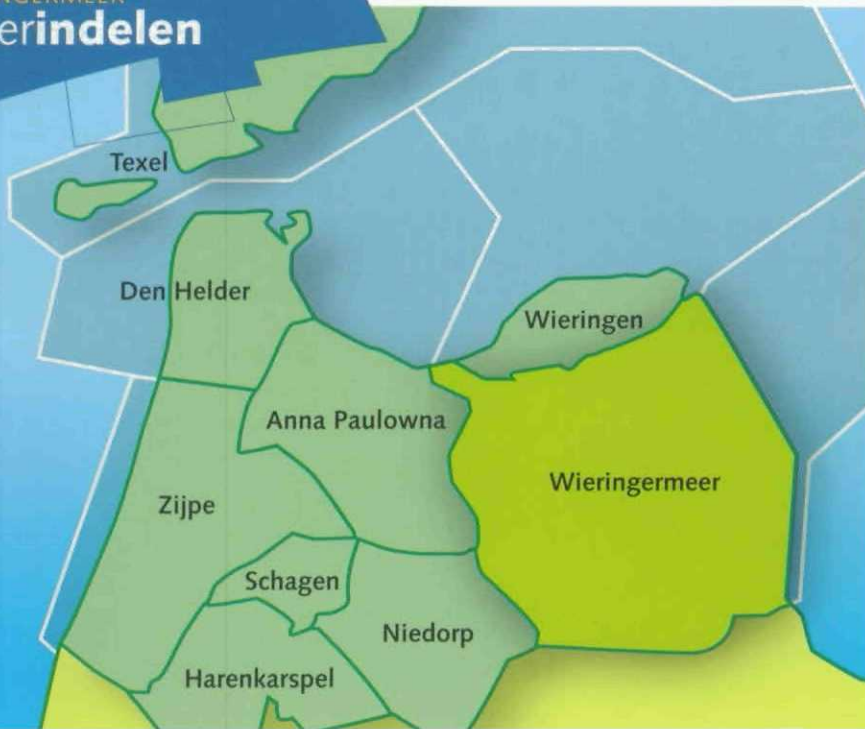 erindelen
Texel
Den Helder
Wieringen
Anna Paulowna
Wieringermeer
Zijpe
Schagen
Niedorp
Harenkarspel